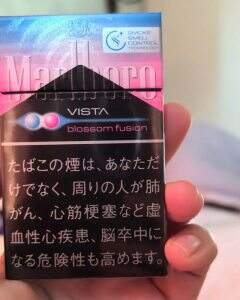 SMOKE
SMELL
CONTROL
TECHNOLOGY
Marlboro
VISTA
blossom fusion
たばこの煙は、あなただ
けでなく、周りの人が肺
がん、心筋梗塞など虚
血性心疾患、脳卒中に
なる危険性も高めます。